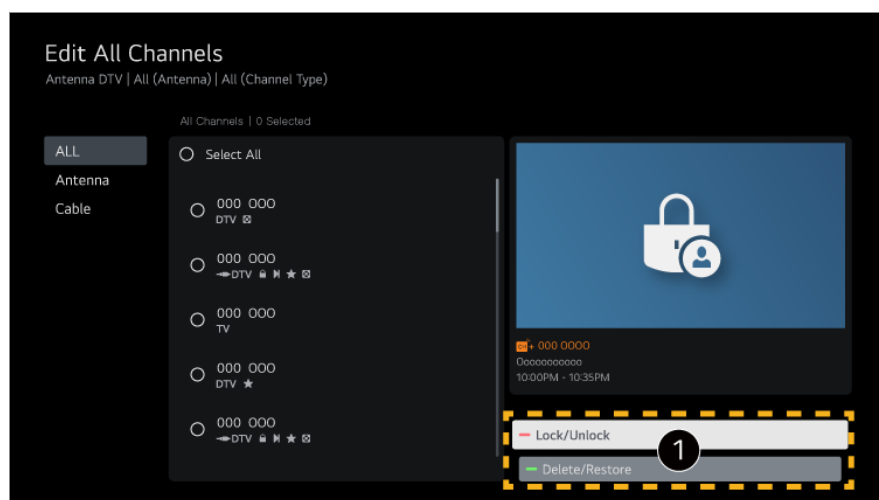 Edit All Channels
Antenna DTV | All (Antenna) | All (Channel Type)
All Channels | 0 Selected
ALL
Antenna
Cable
Select All
000 000
DTV
000 000
DTV
000 000
TV
000 000
DTV
000 000
DTV
CH+ 000 0000
Oooooooooooo
10:00PM - 10:35PM
Lock/Unlock
Delete/Restore
1